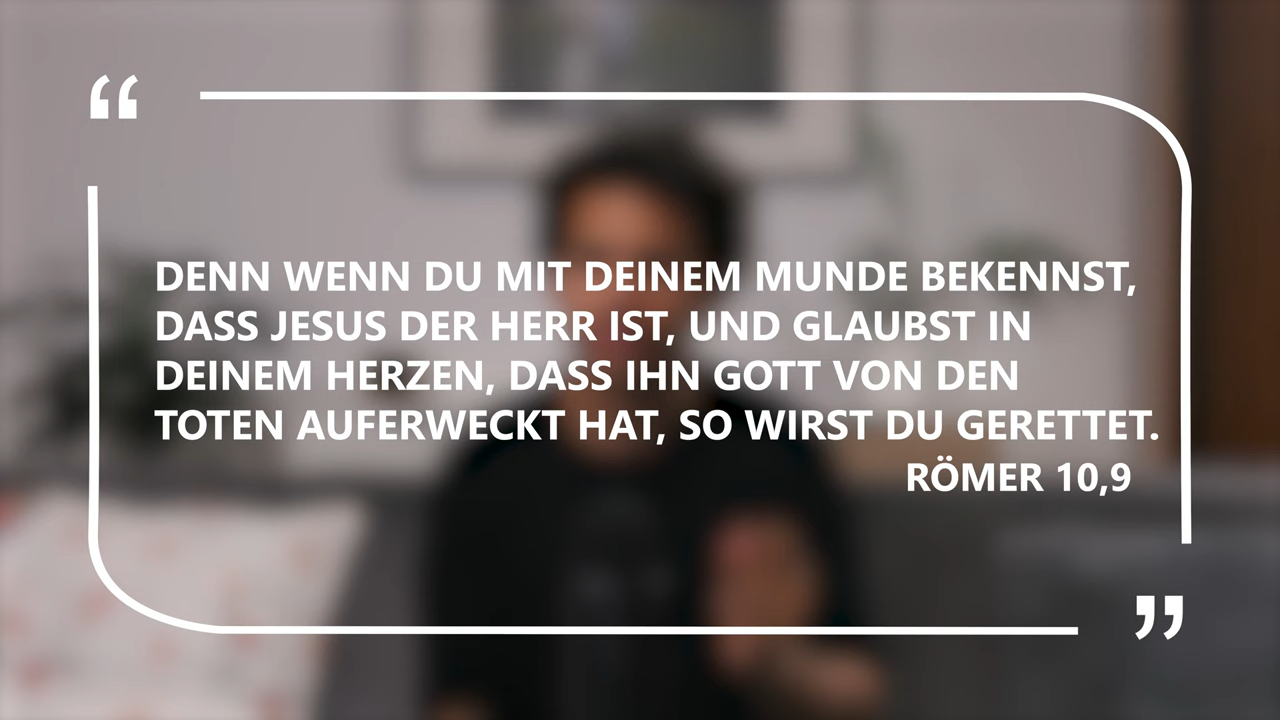 “
DENN WENN DU MIT DEINEM MUNDE BEKENNST,
DASS JESUS DER HERR IST, UND GLAUBST IN
DEINEM HERZEN, DASS IHN GOTT VON DEN
TOTEN AUFERWECKT HAT, SO WIRST DU GERETTET.
RÖMER 10,9
”